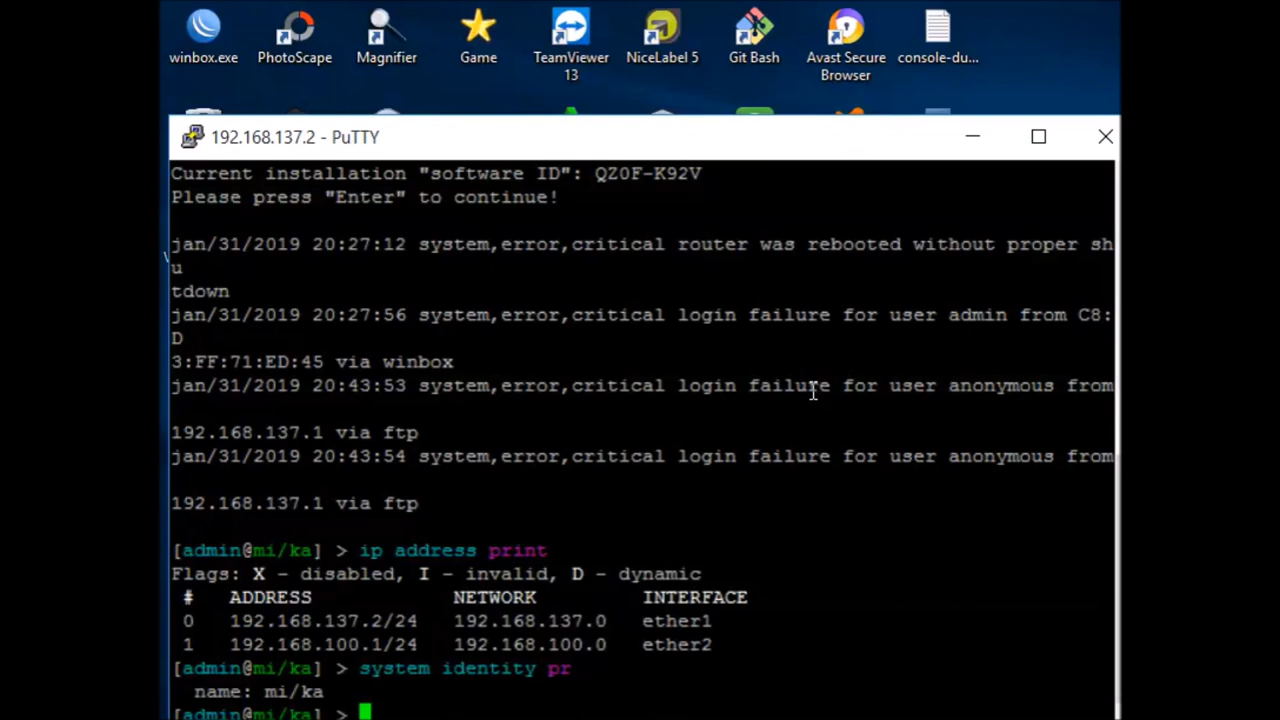 winbox.exe
PhotoScape
Magnifier
Game
TeamViewer
13
NiceLabel 5
Git Bash
Avast Secure
Browser
console-du...
192.168.137.2 - PuTTY
Current installation "software ID": QZ0F-K92V
Please press "Enter" to continue!
jan/31/2019 20:27:12 system,error,critical router was rebooted without proper sh
u
tdown
jan/31/2019 20:27:56 system,error,critical login failure for user admin from C8:
D
3:FF:71:ED:45 via winbox
jan/31/2019 20:43:53 system,error,critical login failure for user anonymous from
192.168.137.1 via ftp
jan/31/2019 20:43:54 system,error,critical login failure for user anonymous from
192.168.137.1 via ftp
[admin@mi/ka] > ip address print
Flags: X - disabled, I - invalid, D - dynamic
# ADDRESS NETWORK INTERFACE
0 192.168.137.2/24 192.168.137.0 ether1
1 192.168.100.1/24 192.168.100.0 ether2
[admin@mi/ka] > system identity pr
name: mi/ka
[admin@mi/ka] >